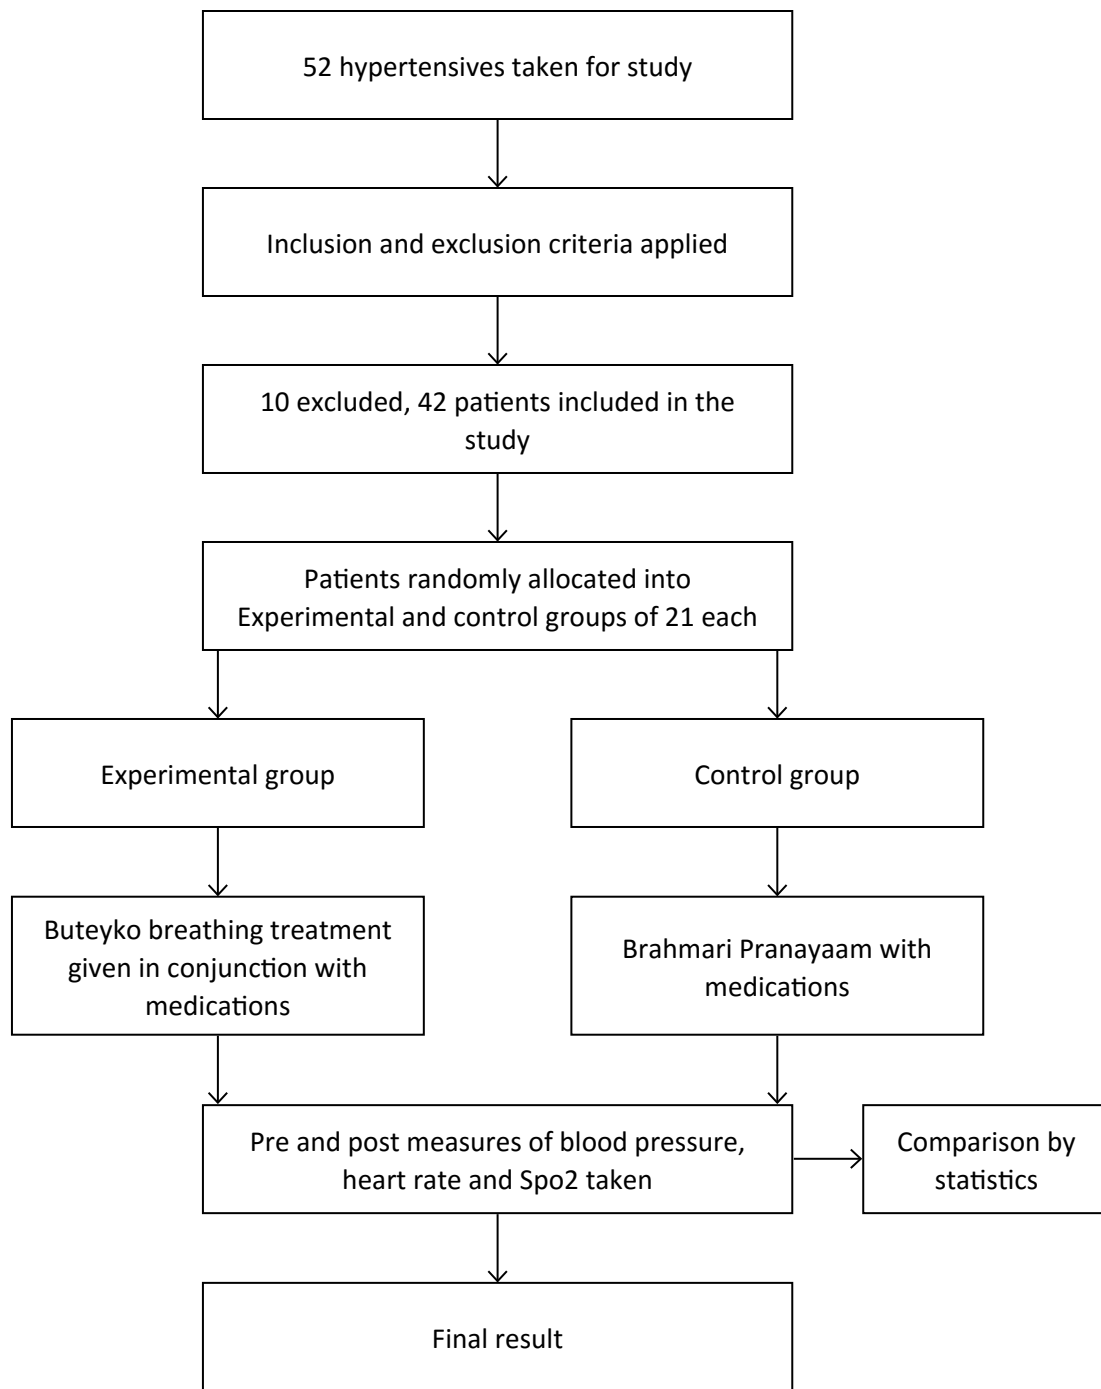 52 hypertensives taken for study
Inclusion and exclusion criteria applied
10 excluded, 42 patients included in the
study
Patients randomly allocated into
Experimental and control groups of 21 each
Experimental group
Control group
Buteyko breathing treatment
given in conjunction with
medications
Brahmari Pranayaam with
medications
Pre and post measures of blood pressure,
heart rate and Spo2 taken
Comparison by
statistics
Final result